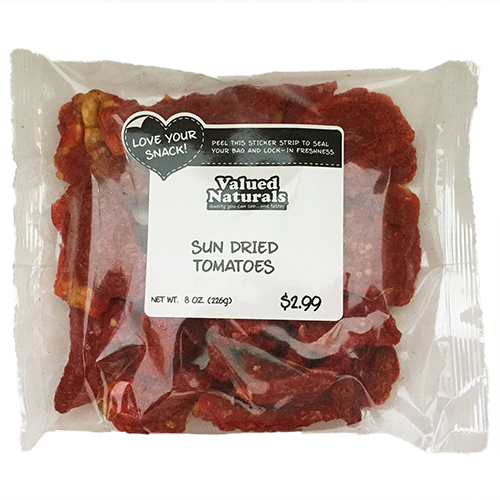 LOVE YOUR
SNACK!
PEEL THIS STICKER STRIP TO SEAL
YOUR BAG AND LOCK-IN FRESHNESS
Valued
Naturals
Quality you can see...and taste!
SUN DRIED
TOMATOES
NET WT. 8 OZ. (226g)
$2.99